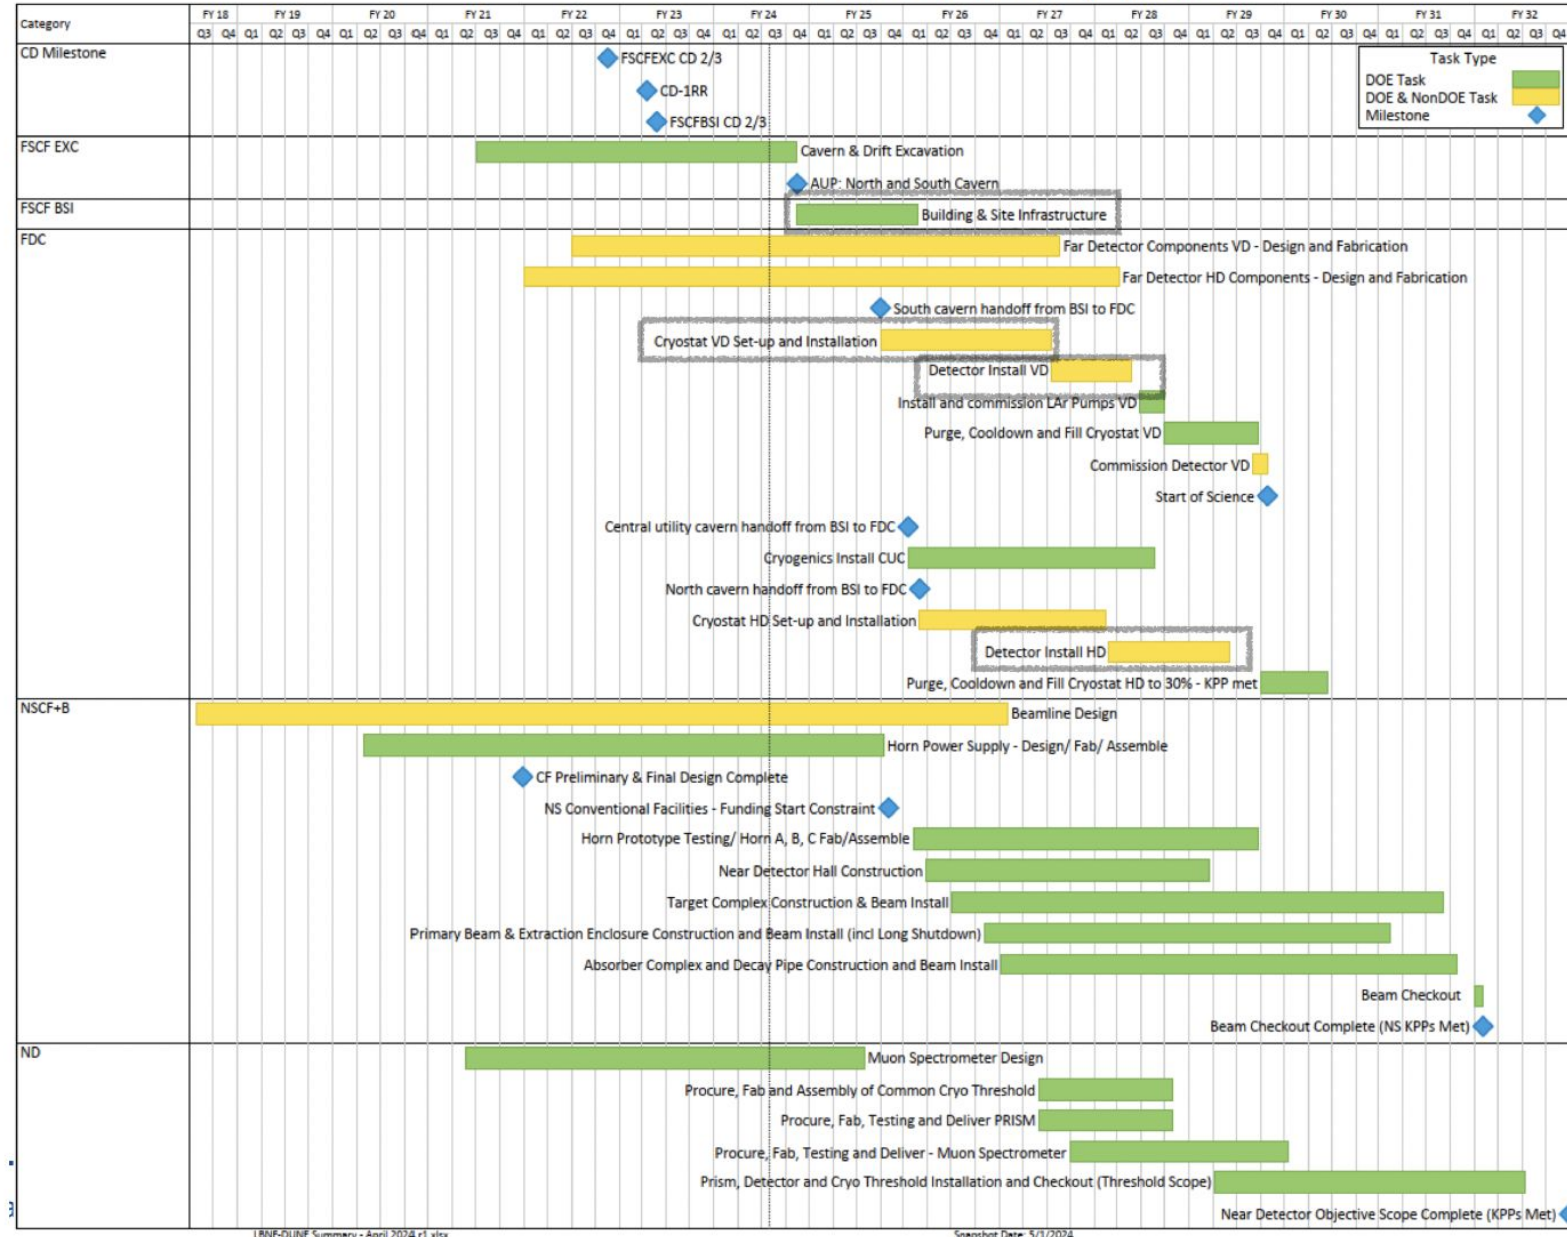 Category
FY 18 FY 19 FY 20 FY 21 FY 22 FY 23 FY 24 FY 25 FY 26 FY 27 FY 28 FY 29 FY 30 FY 31 FY 32
Q3 Q4 Q1 Q2 Q3 Q4 Q1 Q2 Q3 Q4 Q1 Q2 Q3 Q4 Q1 Q2 Q3 Q4 Q1 Q2 Q3 Q4 Q1 Q2 Q3 Q4 Q1 Q2 Q3 Q4 Q1 Q2 Q3 Q4 Q1 Q2 Q3 Q4 Q1 Q2 Q3 Q4 Q1 Q2 Q3 Q4 Q1 Q2 Q3 Q4 Q1 Q2 Q3 Q4 Q1 Q2 Q3 Q4
CD Milestone
FSCFEXC CD 2/3
CD-1RR
FSCFBSI CD 2/3
Task Type
DOE Task
DOE & NonDOE Task
Milestone
FSCF EXC
Cavern & Drift Excavation
AUP: North and South Cavern
FSCF BSI
Building & Site Infrastructure
FDC
Far Detector Components VD - Design and Fabrication
Far Detector HD Components - Design and Fabrication
South cavern handoff from BSI to FDC
Cryostat VD Set-up and Installation
Detector Install VD
Install and commission LAr Pumps VD
Purge, Cooldown and Fill Cryostat VD
Commission Detector VD
Start of Science
Central utility cavern handoff from BSI to FDC
Cryogenics Install CUC
North cavern handoff from BSI to FDC
Cryostat HD Set-up and Installation
Detector Install HD
Purge, Cooldown and Fill Cryostat HD to 30% - KPP met
NSCF+B
Beamline Design
Horn Power Supply - Design/ Fab/ Assemble
CF Preliminary & Final Design Complete
NS Conventional Facilities - Funding Start Constraint
Horn Prototype Testing/ Horn A, B, C Fab/Assemble
Near Detector Hall Construction
Target Complex Construction & Beam Install
Primary Beam & Extraction Enclosure Construction and Beam Install (incl Long Shutdown)
Absorber Complex and Decay Pipe Construction and Beam Install
Beam Checkout
Beam Checkout Complete (NS KPPs Met)
ND
Muon Spectrometer Design
Procure, Fab and Assembly of Common Cryo Threshold
Procure, Fab, Testing and Deliver PRISM
Procure, Fab, Testing and Deliver - Muon Spectrometer
Prism, Detector and Cryo Threshold Installation and Checkout (Threshold Scope)
Near Detector Objective Scope Complete (KPPs Met)
LBNF-DUNE Summary - April 2024 r1.xlsx
Snapshot Date: 5/1/2024